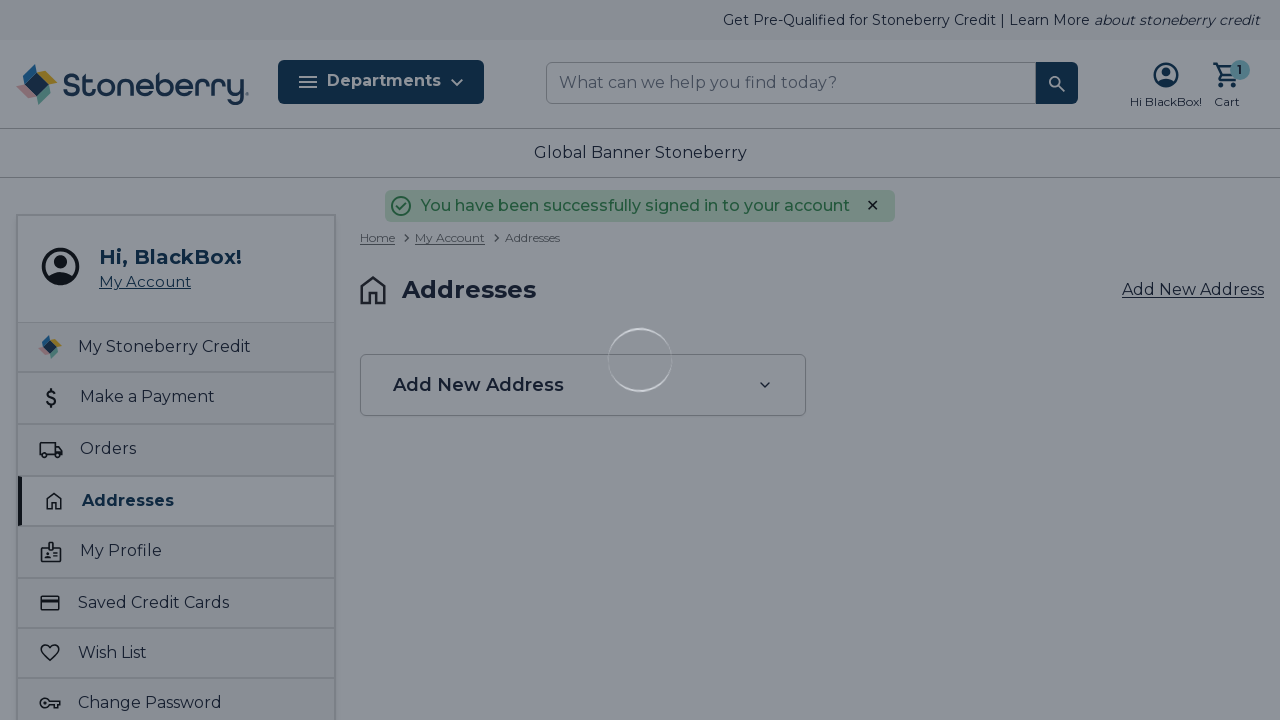 Get Pre-Qualified for Stoneberry Credit | Learn More about stoneberry credit
Stoneberry
Departments
What can we help you find today?
1
Hi BlackBox!
Cart
Global Banner Stoneberry
You have been successfully signed in to your account
Hi, BlackBox!
My Account
Home
My Account
Addresses
Addresses
Add New Address
Add New Address
My Stoneberry Credit
Make a Payment
Orders
Addresses
My Profile
Saved Credit Cards
Wish List
Change Password